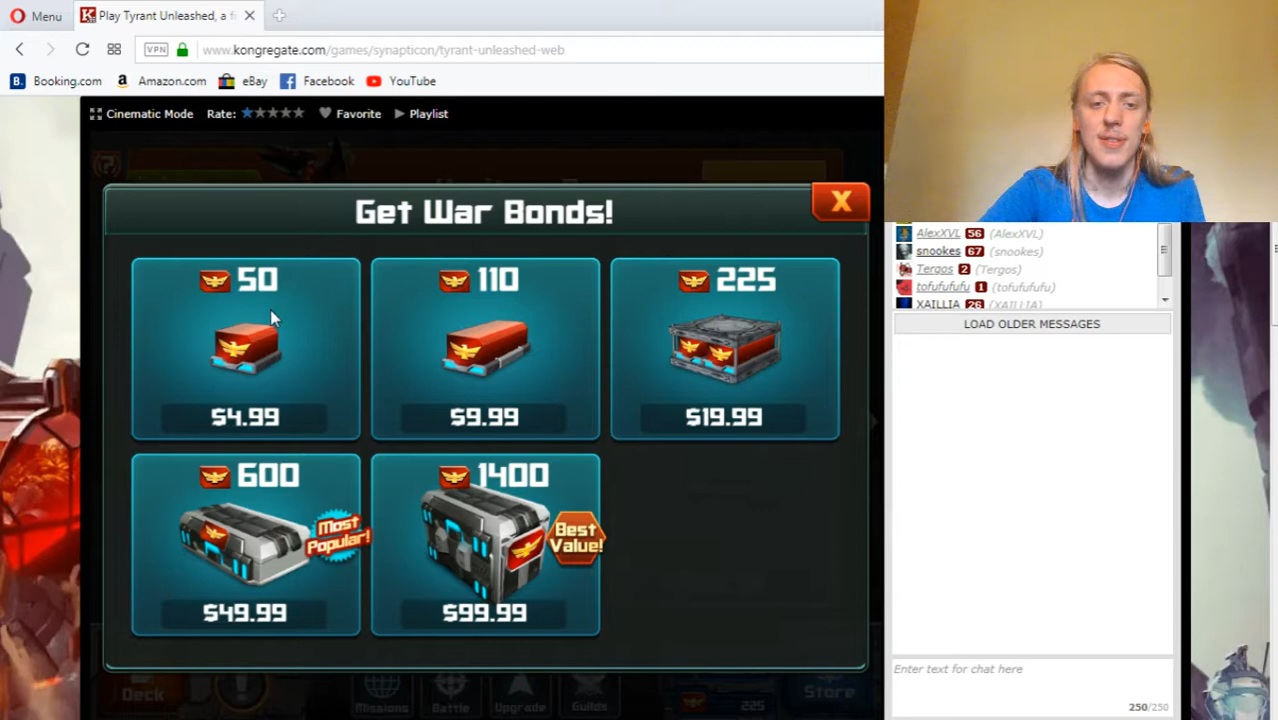 Menu
Play Tyrant Unleashed, a f
VPN
www.kongregate.com/games/synapticon/tyrant-unleashed-web
Booking.com
Amazon.com
eBay
Facebook
YouTube
Cinematic Mode
Rate:
Favorite
Playlist
Get War Bonds!
X
50
$4.99
110
$9.99
225
$19.99
600
Most Popular!
$49.99
1400
Best Value!
$99.99
Deck
Missions
Battle
Upgrade
Guilds
225
Store
AlexXVL 56 (AlexXVL)
snookes 67 (snookes)
Tergos 2 (Tergos)
tofufufufu 1 (tofufufufu)
XAILLIA 26 (XAILLIA)
LOAD OLDER MESSAGES
Enter text for chat here
250/250